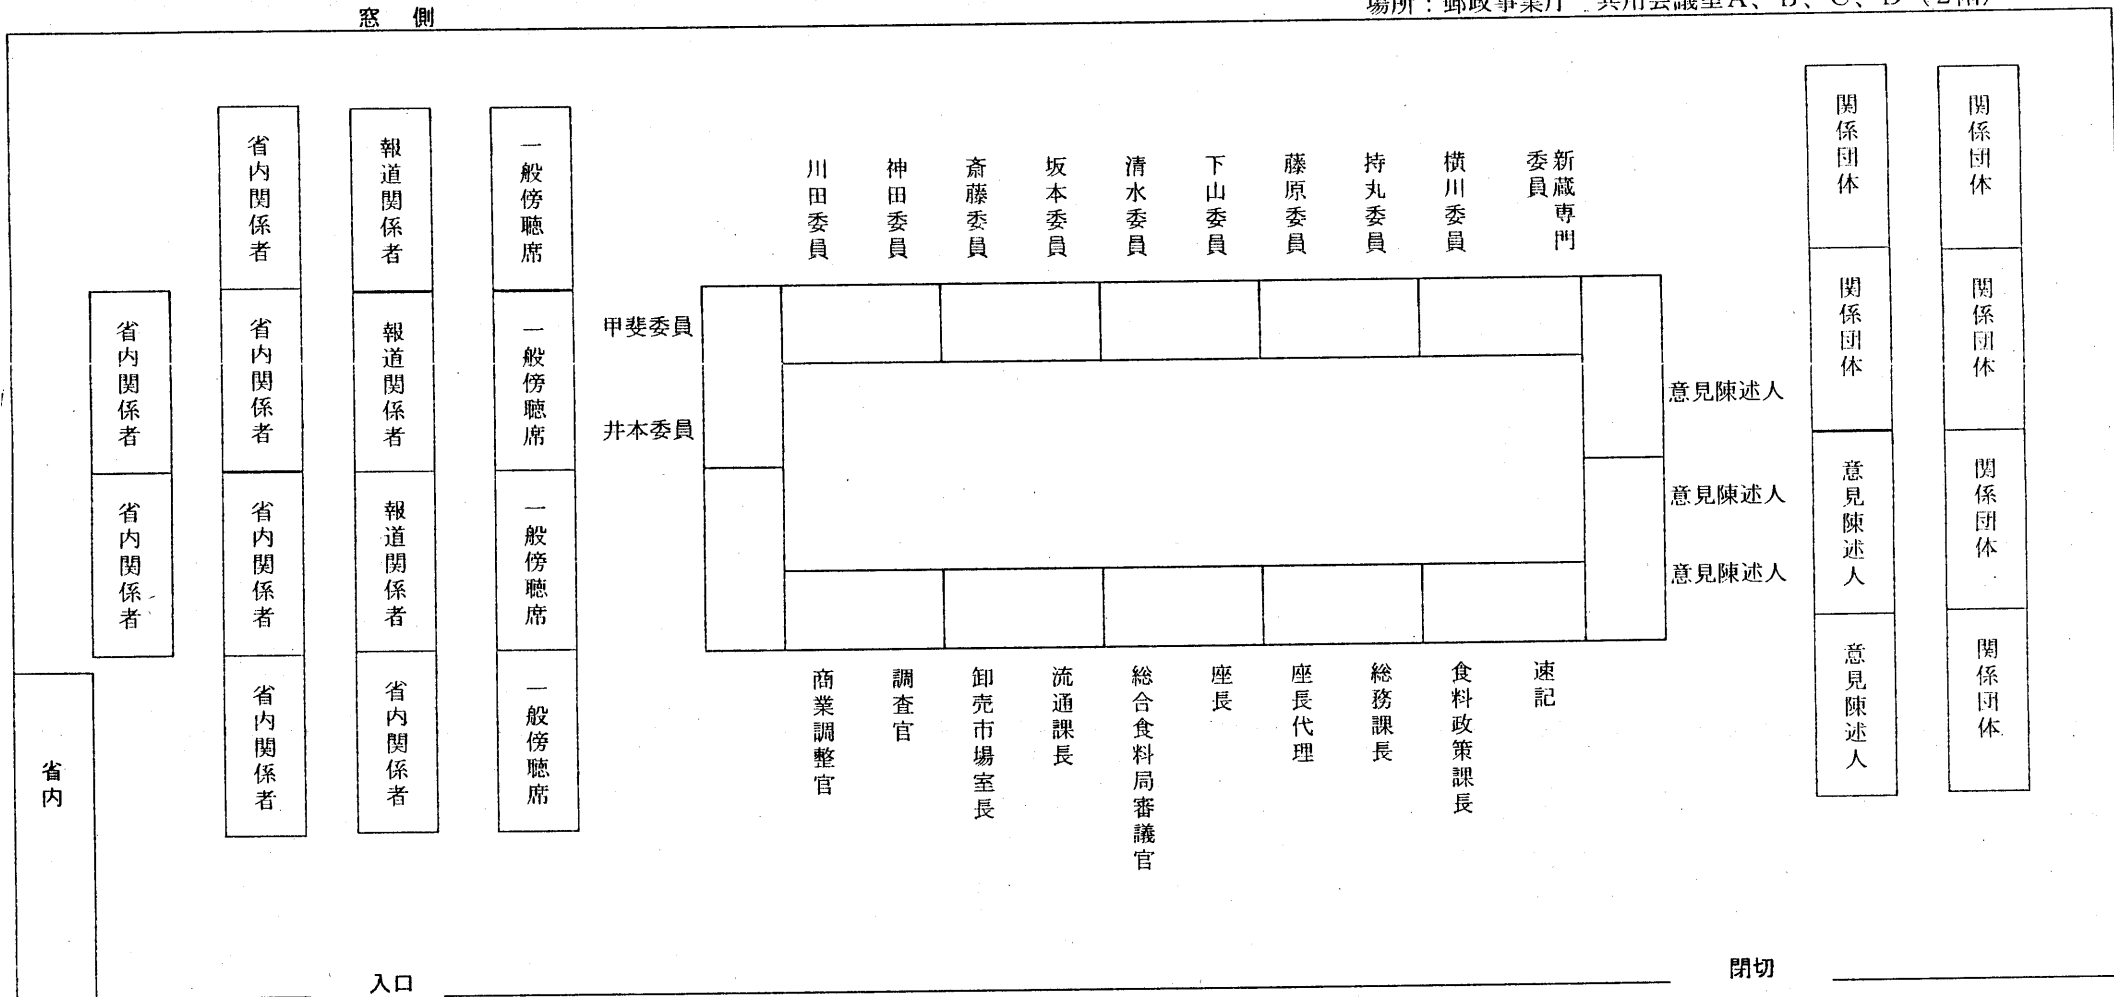 場所：郵政事業庁 共用会議室A、B、C、D（2階）
窓側
省内関係者
省内関係者
省内
省内関係者
省内関係者
省内関係者
省内関係者
報道関係者
報道関係者
報道関係者
省内関係者
一般傍聴席
一般傍聴席
一般傍聴席
一般傍聴席
川田委員
神田委員
斎藤委員
坂本委員
清水委員
下山委員
藤原委員
持丸委員
横川委員
新蔵専門
委員
甲斐委員
井本委員
意見陳述人
意見陳述人
意見陳述人
商業調整官
調査官
卸売市場室長
流通課長
総合食料局審議官
座長
座長代理
総務課長
食料政策課長
速記
関係団体
関係団体
意見陳述人
意見陳述人
関係団体
関係団体
関係団体
関係団体
入口
閉切